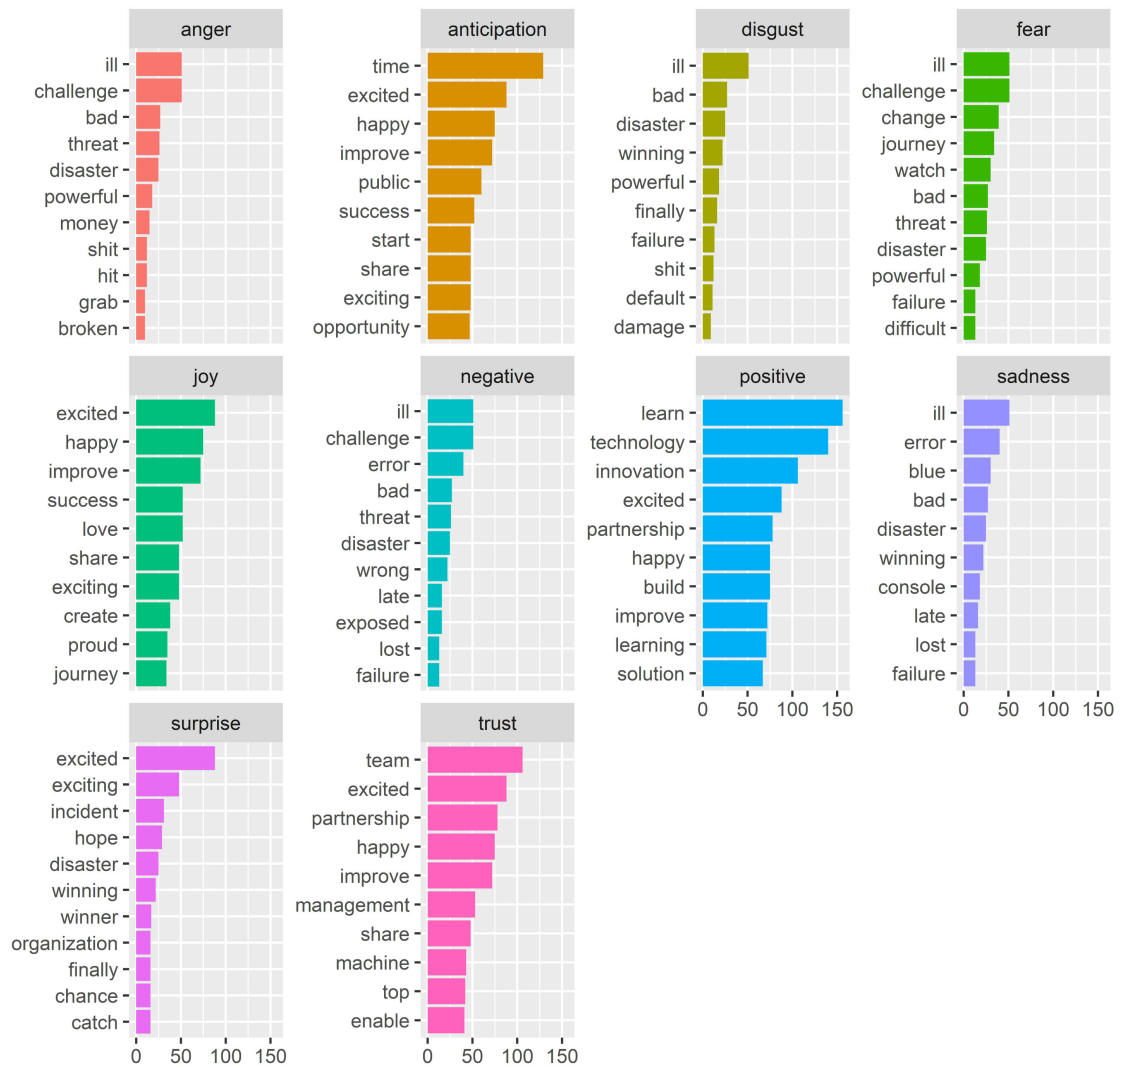 anger
ill
challenge
bad
threat
disaster
powerful
money
shit
hit
grab
broken
anticipation
time
excited
happy
improve
public
success
start
share
exciting
opportunity
disgust
ill
bad
disaster
winning
powerful
finally
failure
shit
default
damage
fear
ill
challenge
change
journey
watch
bad
threat
disaster
powerful
failure
difficult
joy
excited
happy
improve
success
love
share
exciting
create
proud
journey
negative
ill
challenge
error
bad
threat
disaster
wrong
late
exposed
lost
failure
positive
learn
technology
innovation
excited
partnership
happy
build
improve
learning
solution
0 50 100 150
sadness
ill
error
blue
bad
disaster
winning
console
late
lost
failure
0 50 100 150
surprise
excited
exciting
incident
hope
disaster
winning
winner
organization
finally
chance
catch
0 50 100 150
trust
team
excited
partnership
happy
improve
management
share
machine
top
enable
0 50 100 150